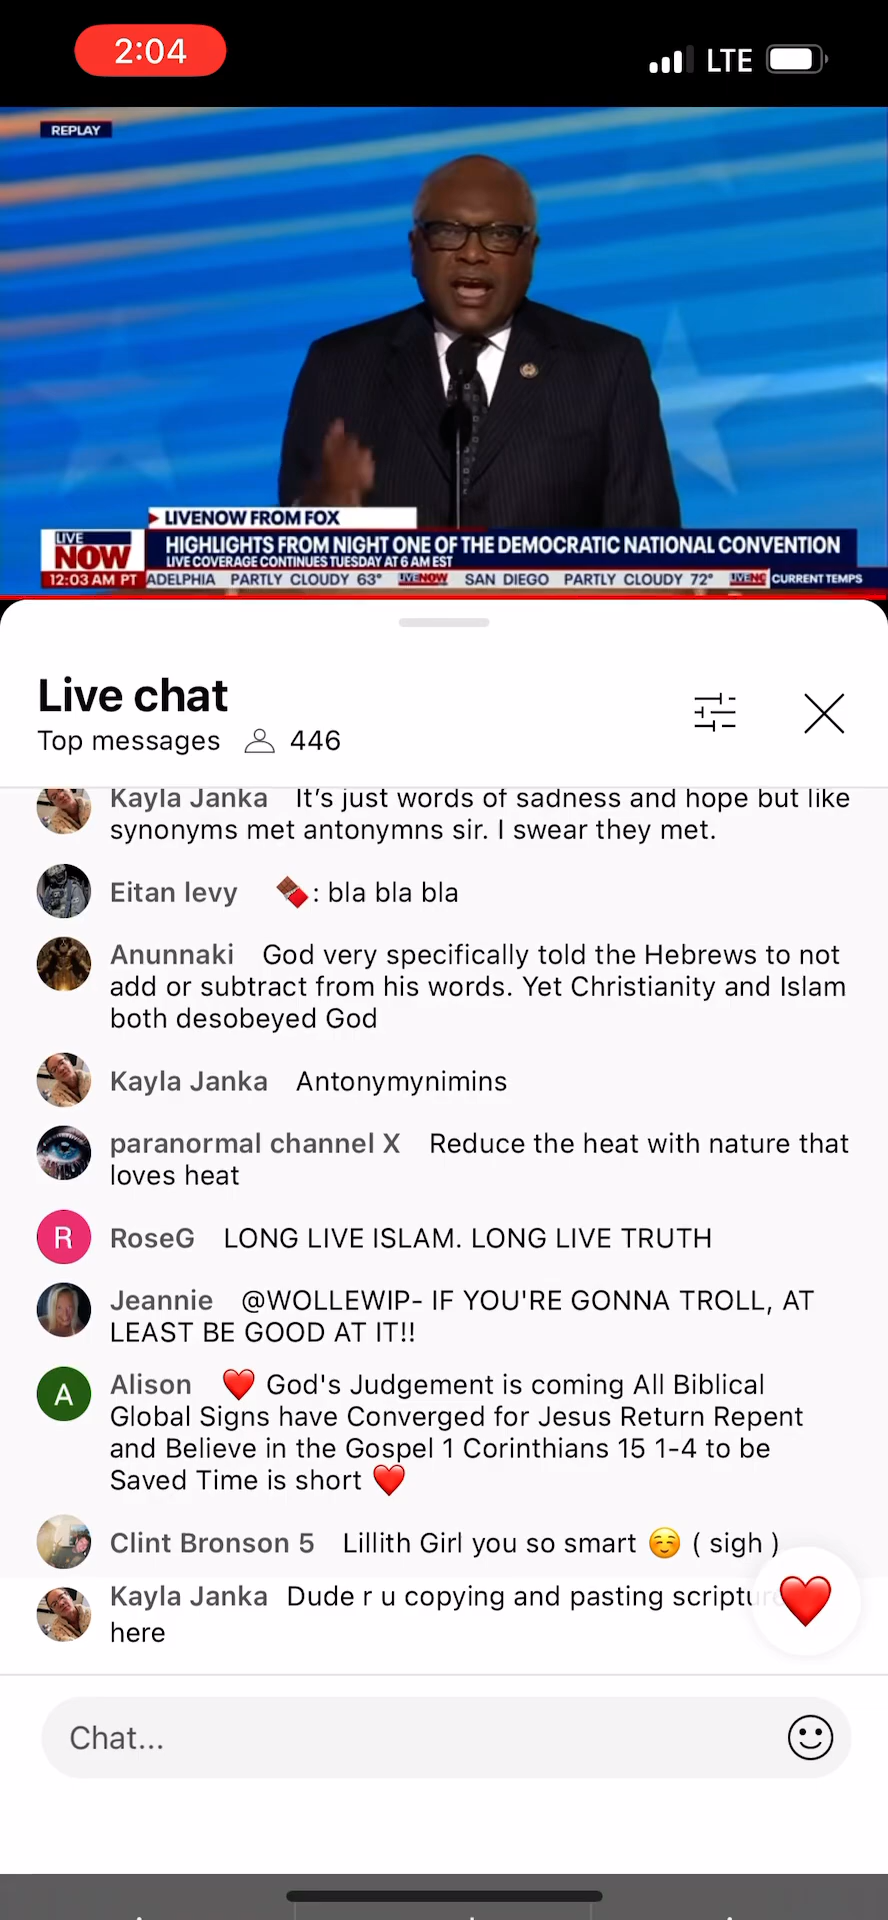 2:04
LTE
REPLAY
LIVENOW FROM FOX
LIVE
NOW
HIGHLIGHTS FROM NIGHT ONE OF THE DEMOCRATIC NATIONAL CONVENTION
LIVE COVERAGE CONTINUES TUESDAY AT 6 AM EST
12:03 AM PT ADELPHIA PARTLY CLOUDY 63° LIVENOW SAN DIEGO PARTLY CLOUDY 72° CURRENT TEMPS
Live chat
Top messages 446
Kayla Janka It's just words of sadness and hope but like
synonyms met antonymns sir. I swear they met.
Eitan levy 🍫: bla bla bla
Anunnaki God very specifically told the Hebrews to not
add or subtract from his words. Yet Christianity and Islam
both desobeyed God
Kayla Janka Antonymynimins
paranormal channel X Reduce the heat with nature that
loves heat
R RoseG LONG LIVE ISLAM. LONG LIVE TRUTH
Jeannie @WOLLEWIP- IF YOU'RE GONNA TROLL, AT
LEAST BE GOOD AT IT!!
A Alison ❤️ God's Judgement is coming All Biblical
Global Signs have Converged for Jesus Return Repent
and Believe in the Gospel 1 Corinthians 15 1-4 to be
Saved Time is short ❤️
Clint Bronson 5 Lillith Girl you so smart ☺️ ( sigh )
Kayla Janka Dude r u copying and pasting scripture
here
Chat...